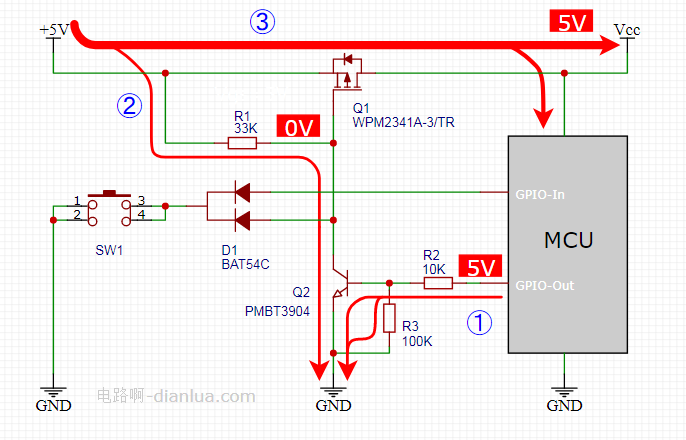 ③
5V
+5V
Vcc
②
Q1
WPM2341A-3/TR
R1
33K
0V
GPIO-In
MCU
1
2
3
4
SW1
D1
BAT54C
R2
10K
5V
GPIO-Out
Q2
PMBT3904
①
R3
100K
电路啊-dianlua.com
GND
GND
GND